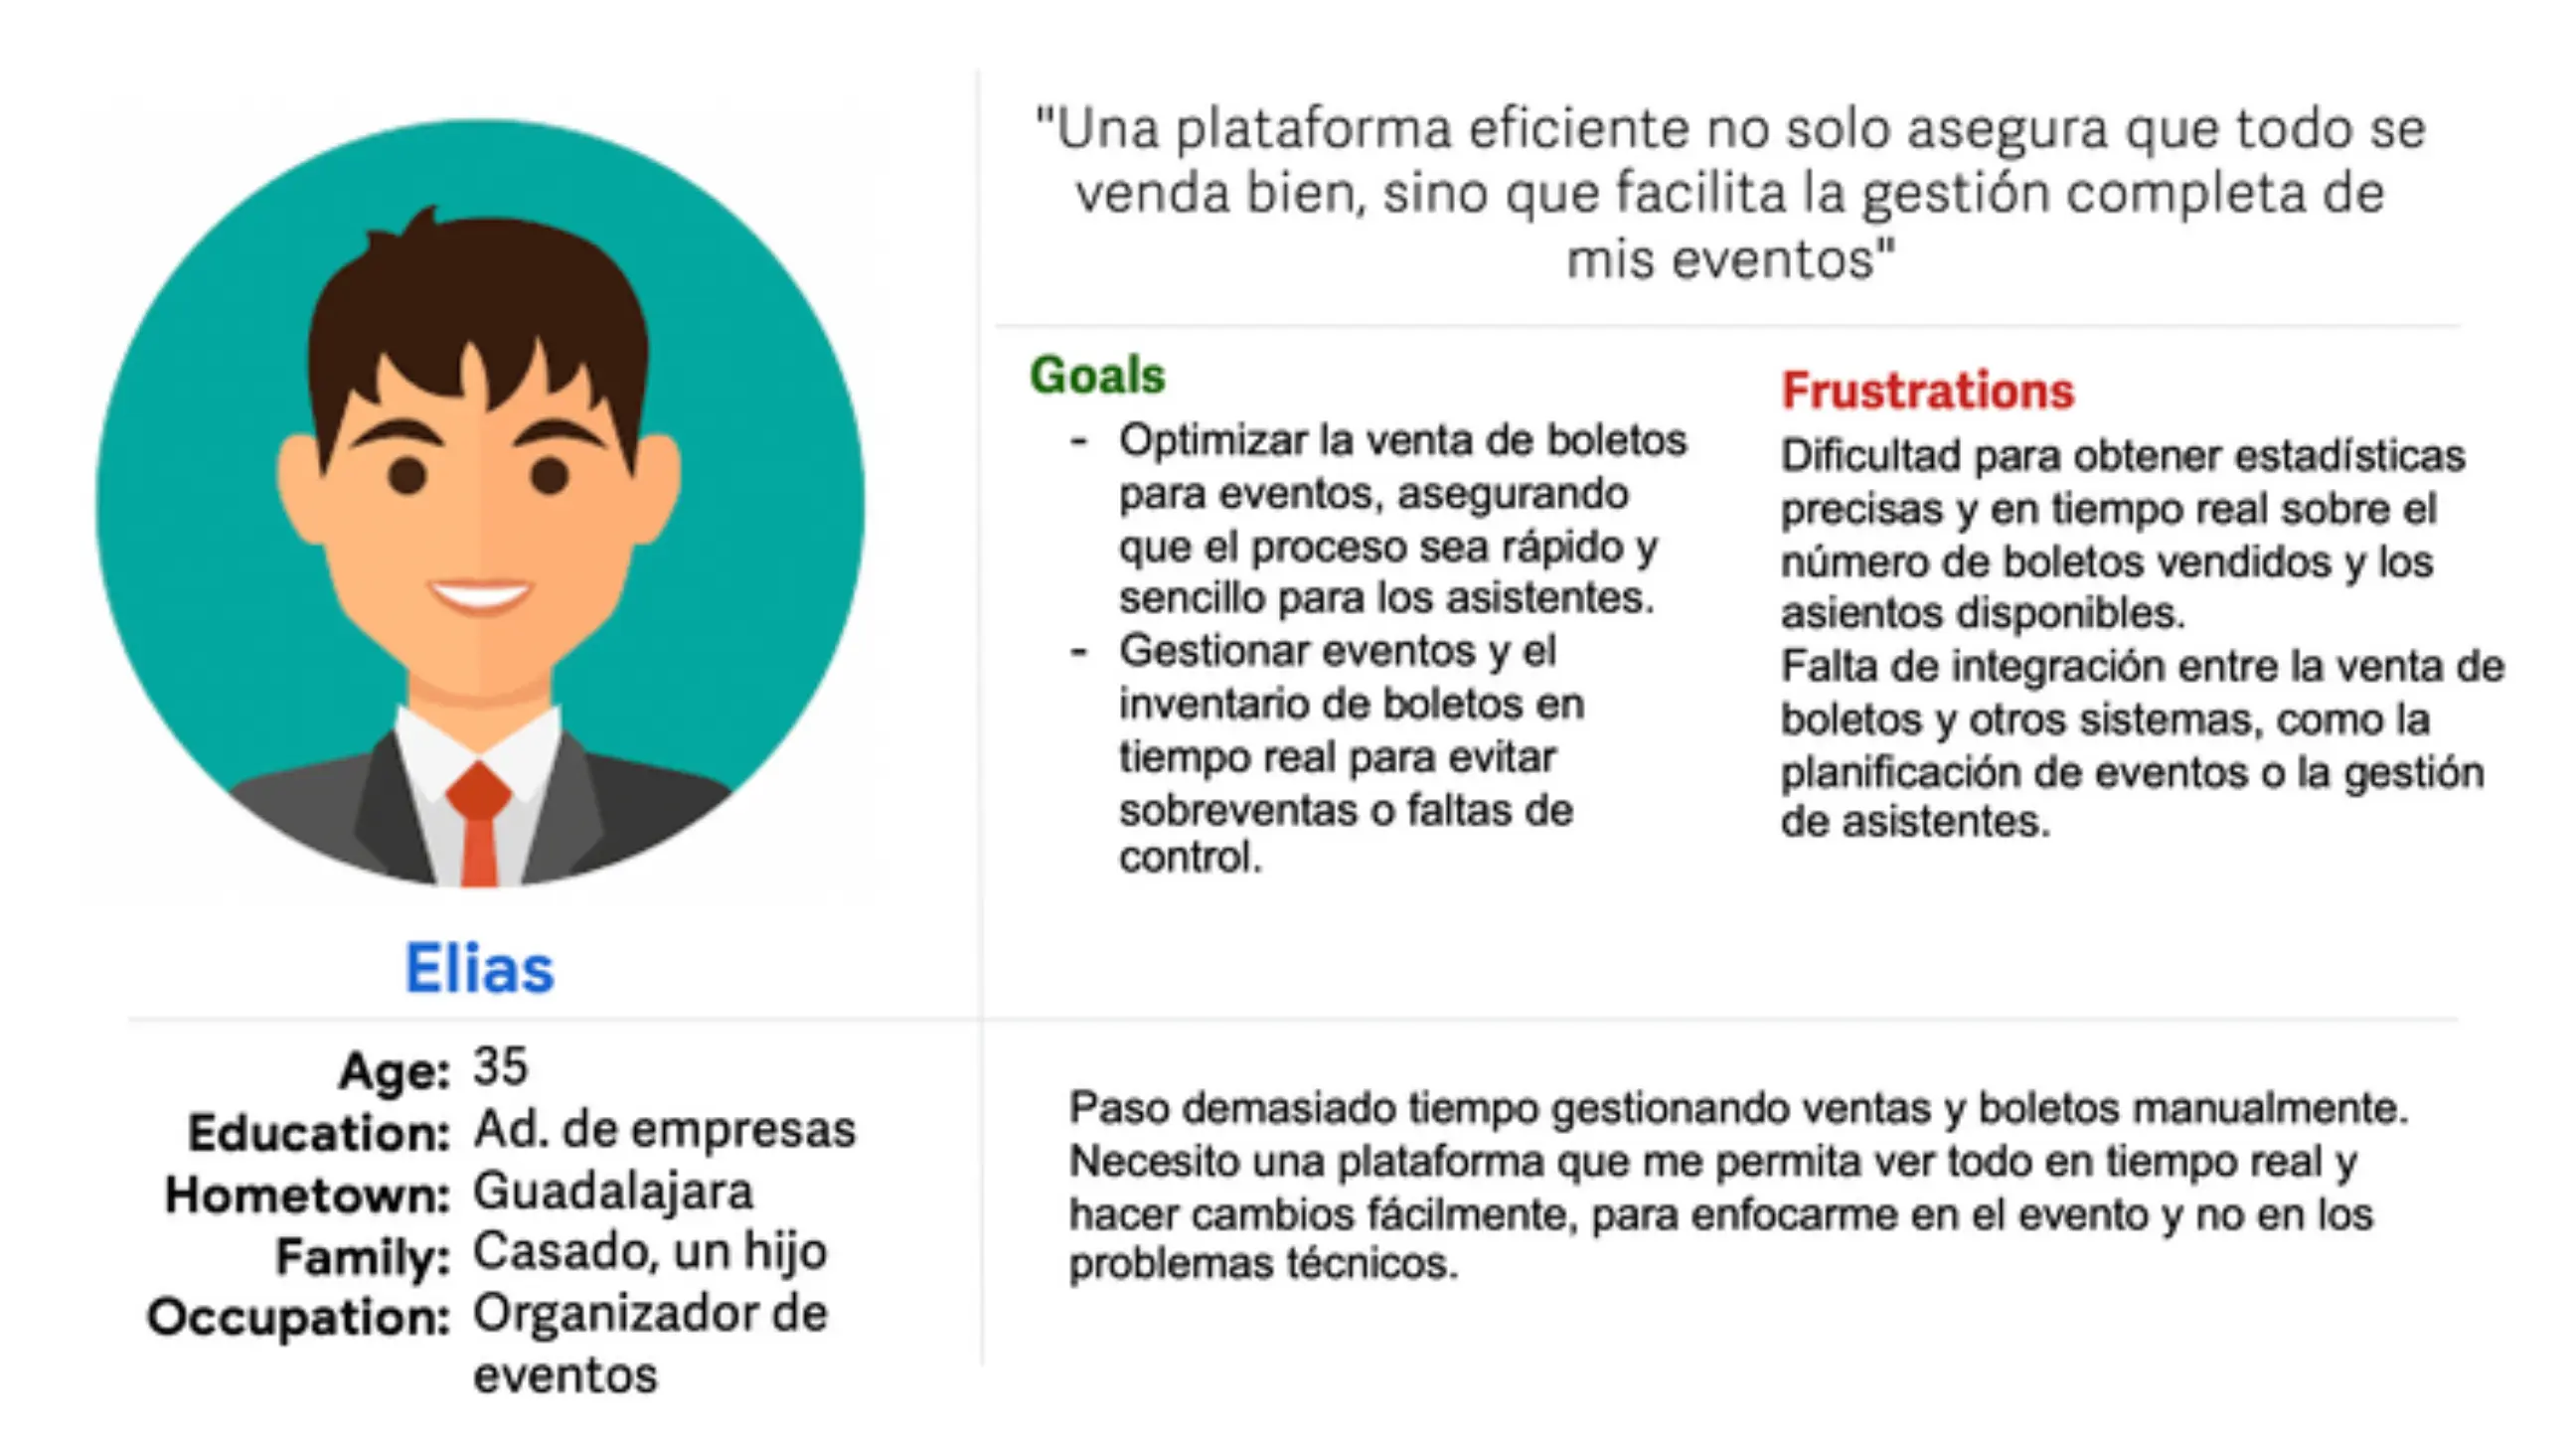 "Una plataforma eficiente no solo asegura que todo se
venda bien, sino que facilita la gestión completa de
mis eventos"
Goals
- Optimizar la venta de boletos
para eventos, asegurando
que el proceso sea rápido y
sencillo para los asistentes.
- Gestionar eventos y el
inventario de boletos en
tiempo real para evitar
sobreventas o faltas de
control.
Frustrations
Dificultad para obtener estadísticas
precisas y en tiempo real sobre el
número de boletos vendidos y los
asientos disponibles.
Falta de integración entre la venta de
boletos y otros sistemas, como la
planificación de eventos o la gestión
de asistentes.
Elias
Age: 35
Education: Ad. de empresas
Hometown: Guadalajara
Family: Casado, un hijo
Occupation: Organizador de
eventos
Paso demasiado tiempo gestionando ventas y boletos manualmente.
Necesito una plataforma que me permita ver todo en tiempo real y
hacer cambios fácilmente, para enfocarme en el evento y no en los
problemas técnicos.